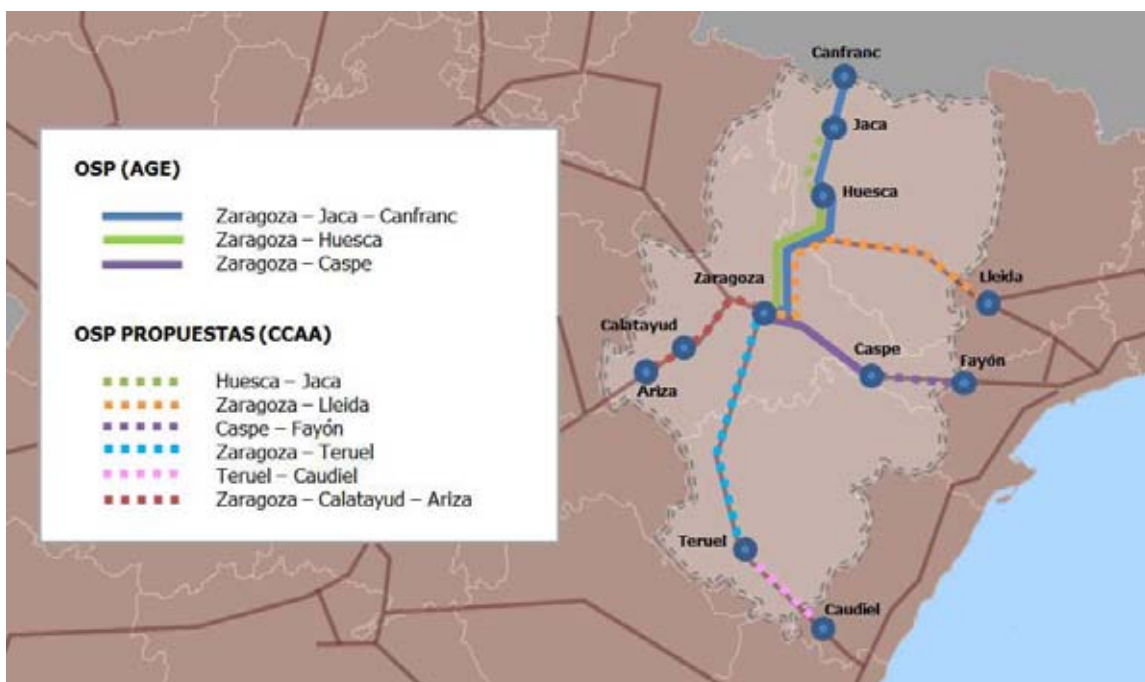 OSP (AGE)
Zaragoza – Jaca – Canfranc
Zaragoza – Huesca
Zaragoza – Caspe
OSP PROPUESTAS (CCAA)
Huesca – Jaca
Zaragoza – Lleida
Caspe – Fayón
Zaragoza – Teruel
Teruel – Caudiel
Zaragoza – Calatayud – Ariza
Canfranc
Jaca
Huesca
Zaragoza
Lleida
Calatayud
Caspe
Fayón
Ariza
Teruel
Caudiel